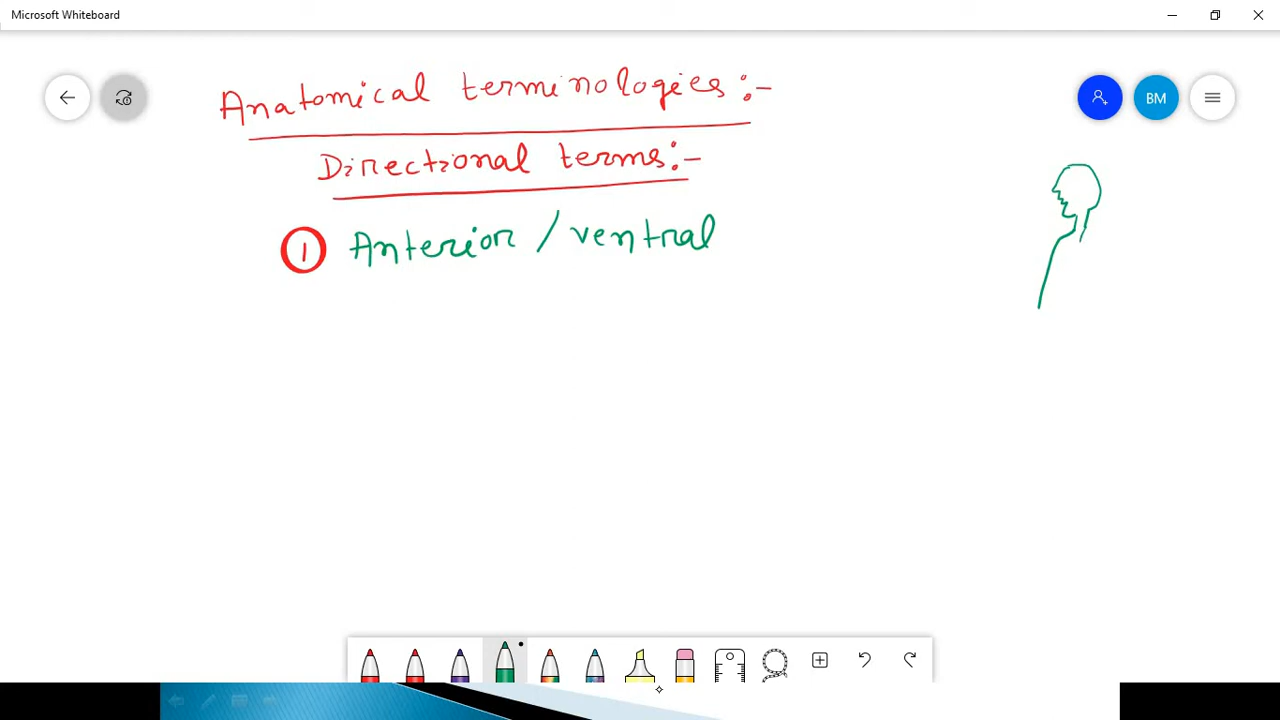 Microsoft Whiteboard
BM
Anatomical terminologies:-
Directional terms:-
① Anterior / ventral